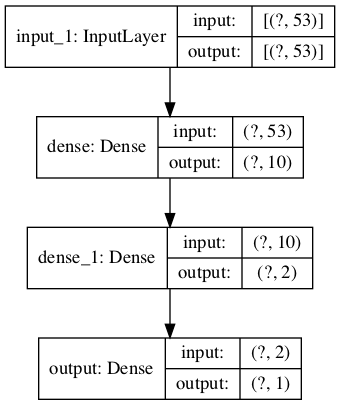 input_1: InputLayer
input: [(?, 53)]
output: [(?, 53)]
dense: Dense
input: (?, 53)
output: (?, 10)
dense_1: Dense
input: (?, 10)
output: (?, 2)
output: Dense
input: (?, 2)
output: (?, 1)